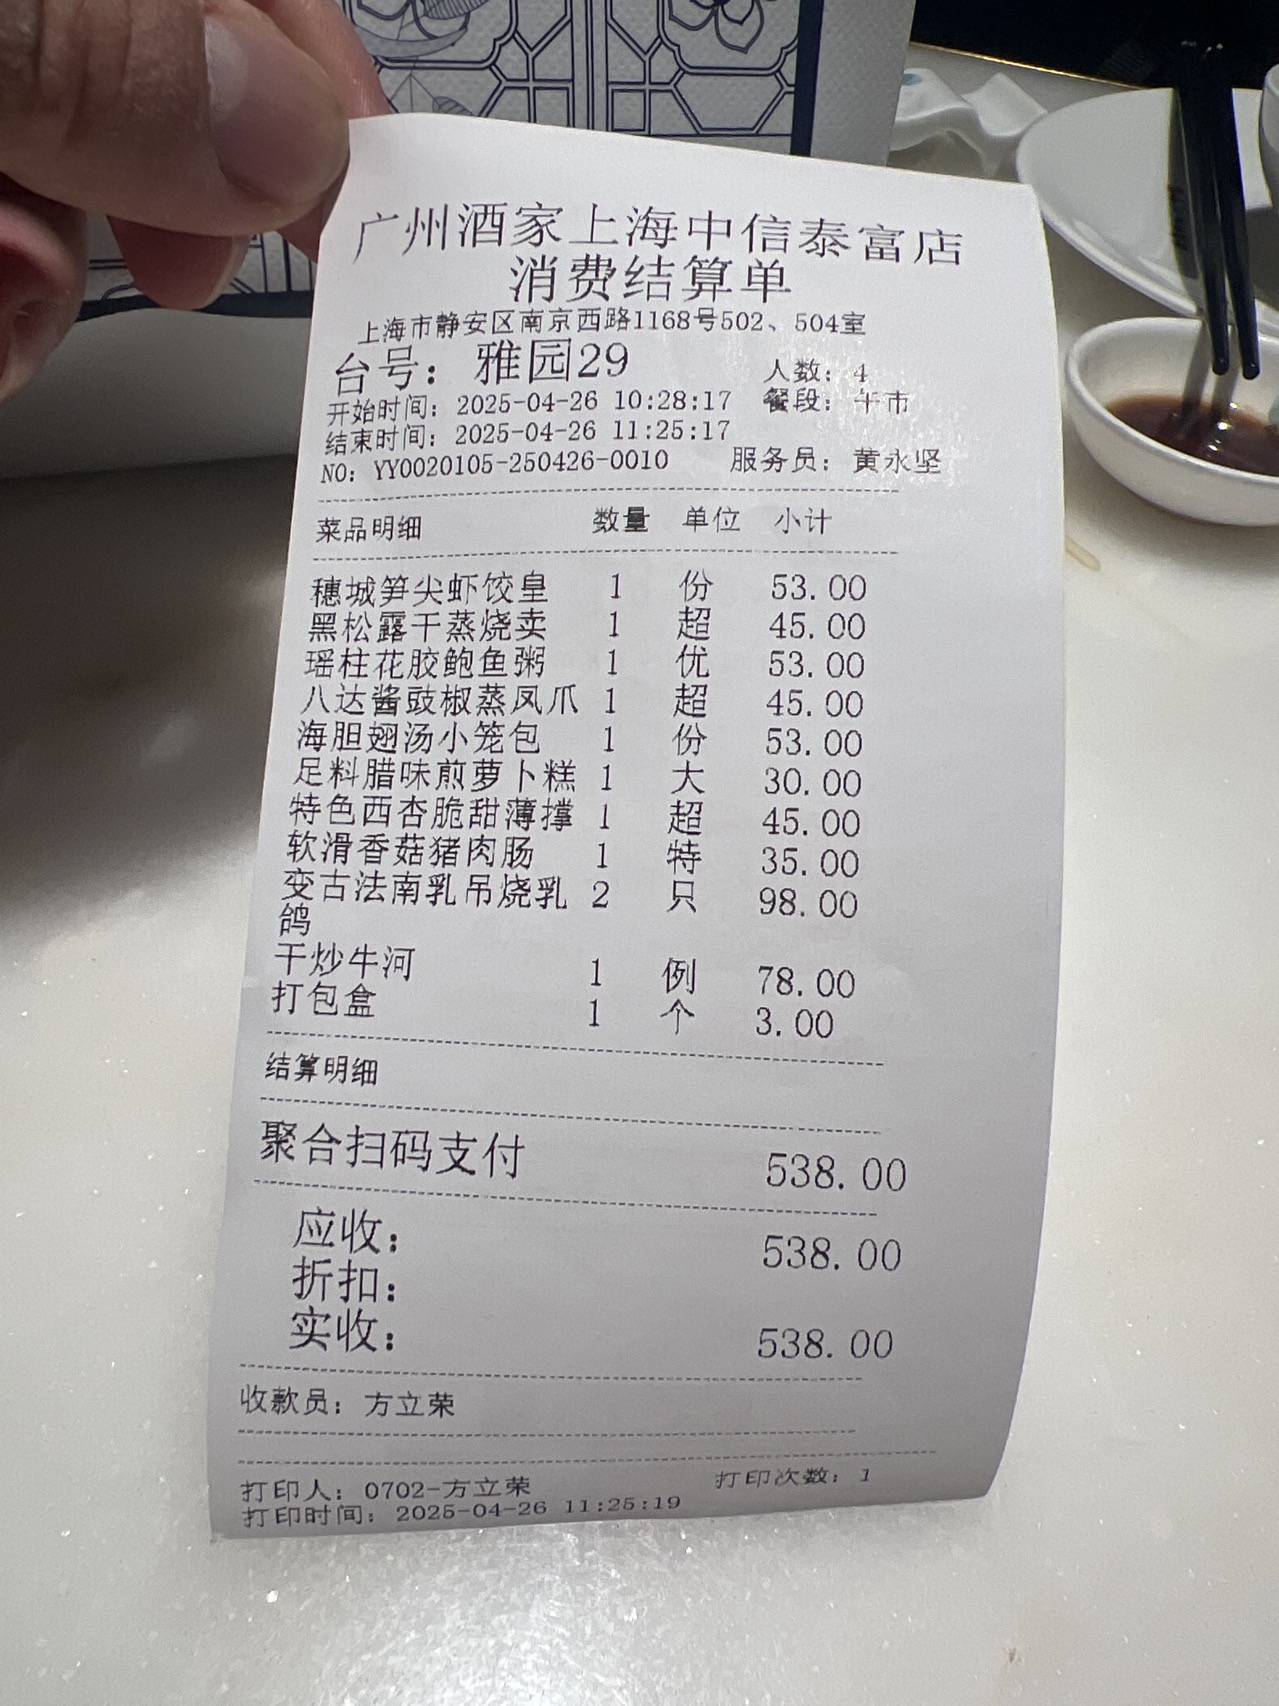 广州酒家上海中信泰富店
消费结算单
上海市静安区南京西路1168号502、504室
台号: 雅园29 人数: 4
开始时间: 2025-04-26 10:28:17 餐段: 午市
结束时间: 2025-04-26 11:25:17
NO: YY0020105-250426-0010 服务员: 黄永坚
菜品明细 数量 单位 小计
穗城笋尖虾饺皇 1 份 53.00
黑松露干蒸烧卖 1 超 45.00
瑶柱花胶鲍鱼粥 1 优 53.00
八达酱豉椒蒸凤爪 1 超 45.00
海胆翅汤小笼包 1 份 53.00
足料腊味煎萝卜糕 1 大 30.00
特色西杏脆甜薄撑 1 超 45.00
软滑香菇猪肉肠 1 特 35.00
变古法南乳吊烧乳 2 只 98.00
鸽
干炒牛河 1 例 78.00
打包盒 1 个 3.00
结算明细
聚合扫码支付 538.00
应收: 538.00
折扣:
实收: 538.00
收款员: 方立荣
打印人: 0702-方立荣 打印次数: 1
打印时间: 2025-04-26 11:25:19